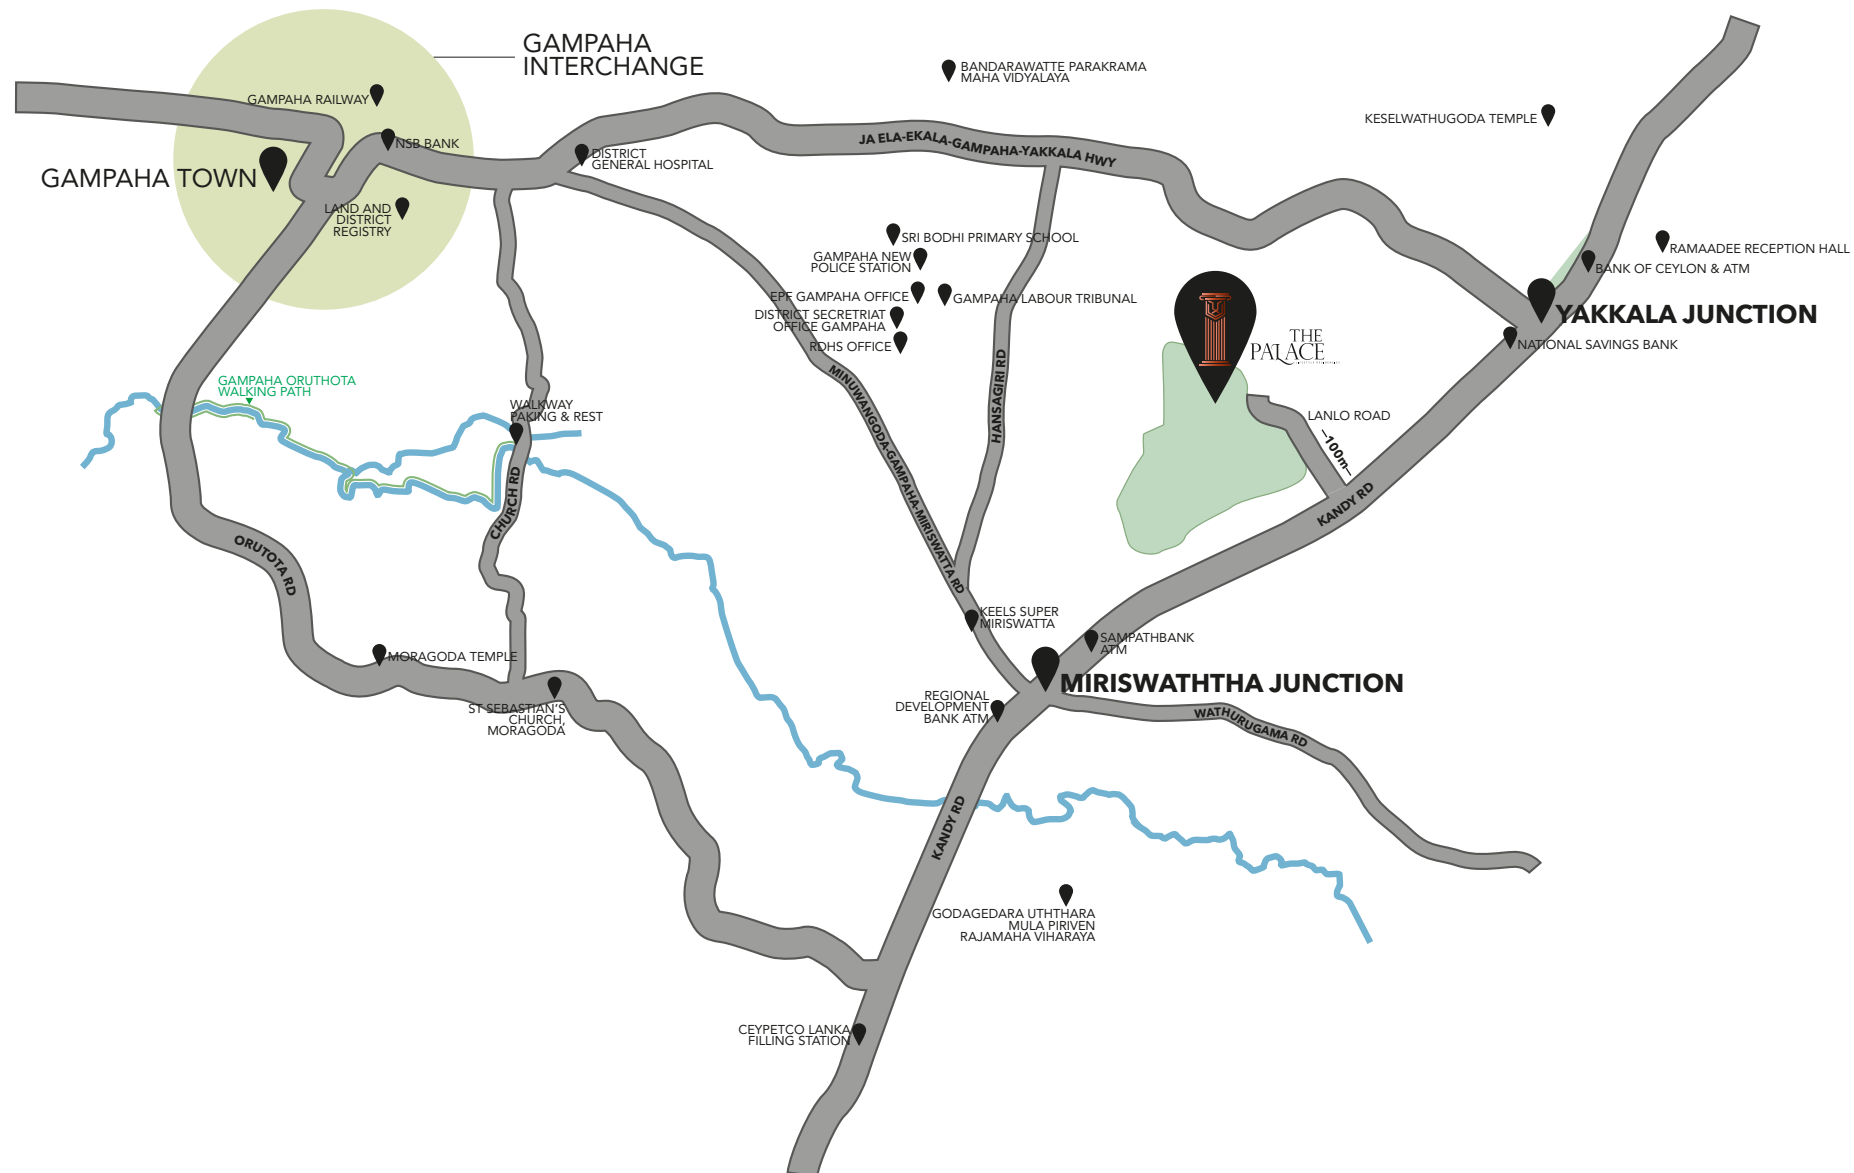 GAMPAHA
INTERCHANGE
BANDARAWATTE PARAKRAMA
MAHA VIDYALAYA
GAMPAHA RAILWAY
KESELWATHUGODA TEMPLE
NSB BANK
JA ELA-EKALA-GAMPAHA-YAKKALA HWY
DISTRICT
GENERAL HOSPITAL
GAMPAHA TOWN
LAND AND
DISTRICT
REGISTRY
SRI BODHI PRIMARY SCHOOL
GAMPAHA NEW
POLICE STATION
RAMAADEE RECEPTION HALL
BANK OF CEYLON & ATM
EPF GAMPAHA OFFICE
GAMPAHA LABOUR TRIBUNAL
DISTRICT SECRETRIAT
OFFICE GAMPAHA
YAKKALA JUNCTION
RDHS OFFICE
THE
PALACE
NATIONAL SAVINGS BANK
GAMPAHA ORUTHOTA
WALKING PATH
MINUWANGODA-GAMPAHA-MIRISWATTA RD
HANSAGIRI RD
WALKWAY
PAKING & REST
LANLO ROAD
100m
CHURCH RD
KANDY RD
ORUTOTA RD
KEELS SUPER
MIRISWATTA
SAMPATHBANK
ATM
MORAGODA TEMPLE
MIRISWATHTHA JUNCTION
REGIONAL
DEVELOPMENT
BANK ATM
ST SEBASTIAN'S
CHURCH,
MORAGODA
WATHURUGAMA RD
KANDY RD
GODAGEDARA UTHTHARA
MULA PIRIVEN
RAJAMAHA VIHARAYA
CEYPETCO LANKA
FILLING STATION